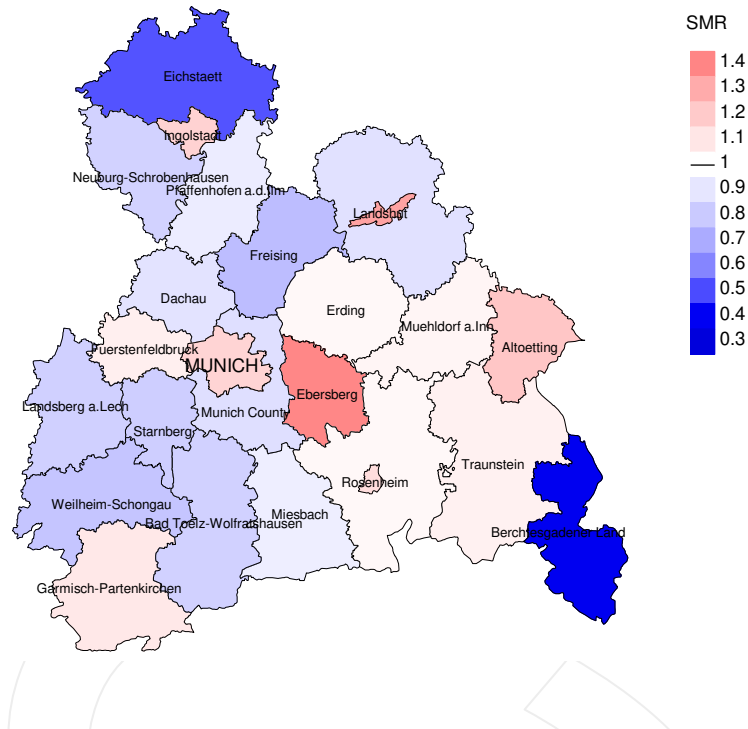 SMR
1.4
1.3
1.2
1.1
1
0.9
0.8
0.7
0.6
0.5
0.4
0.3
Eichstaett
Ingolstadt
Neuburg-Schrobenhausen
Pfaffenhofen a.d.Ilm
Landshut
Freising
Dachau
Erding
Muehldorf a.Inn
Altoetting
Fuerstenfeldbruck
MUNICH
Ebersberg
Landsberg a.Lech
Munich County
Starnberg
Traunstein
Rosenheim
Weilheim-Schongau
Miesbach
Bad Toelz-Wolfratshausen
Berchtesgadener Land
Garmisch-Partenkirchen